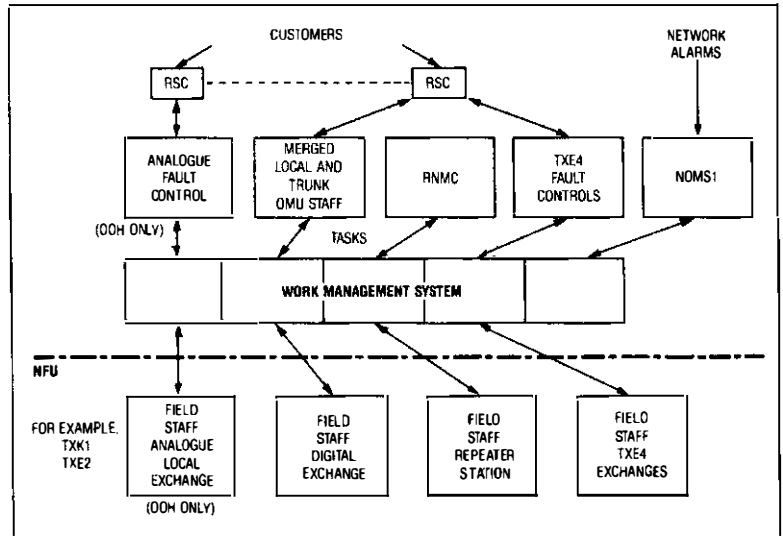 CUSTOMERS
NETWORK
ALARMS
RSC
RSC
ANALOGUE
FAULT
CONTROL
MERGED
LOCAL AND
TRUNK
OMU STAFF
RNMC
TXE4
FAULT
CONTROLS
NOMS1
(OOH ONLY)
TASKS
WORK MANAGEMENT SYSTEM
NFU
FOR EXAMPLE,
TXK1
TXE2
FIELD
STAFF
ANALOGUE
LOCAL
EXCHANGE
FIELD
STAFF
DIGITAL
EXCHANGE
FIELD
STAFF
REPEATER
STATION
FIELD
STAFF
TXE4
EXCHANGES
(OOH ONLY)